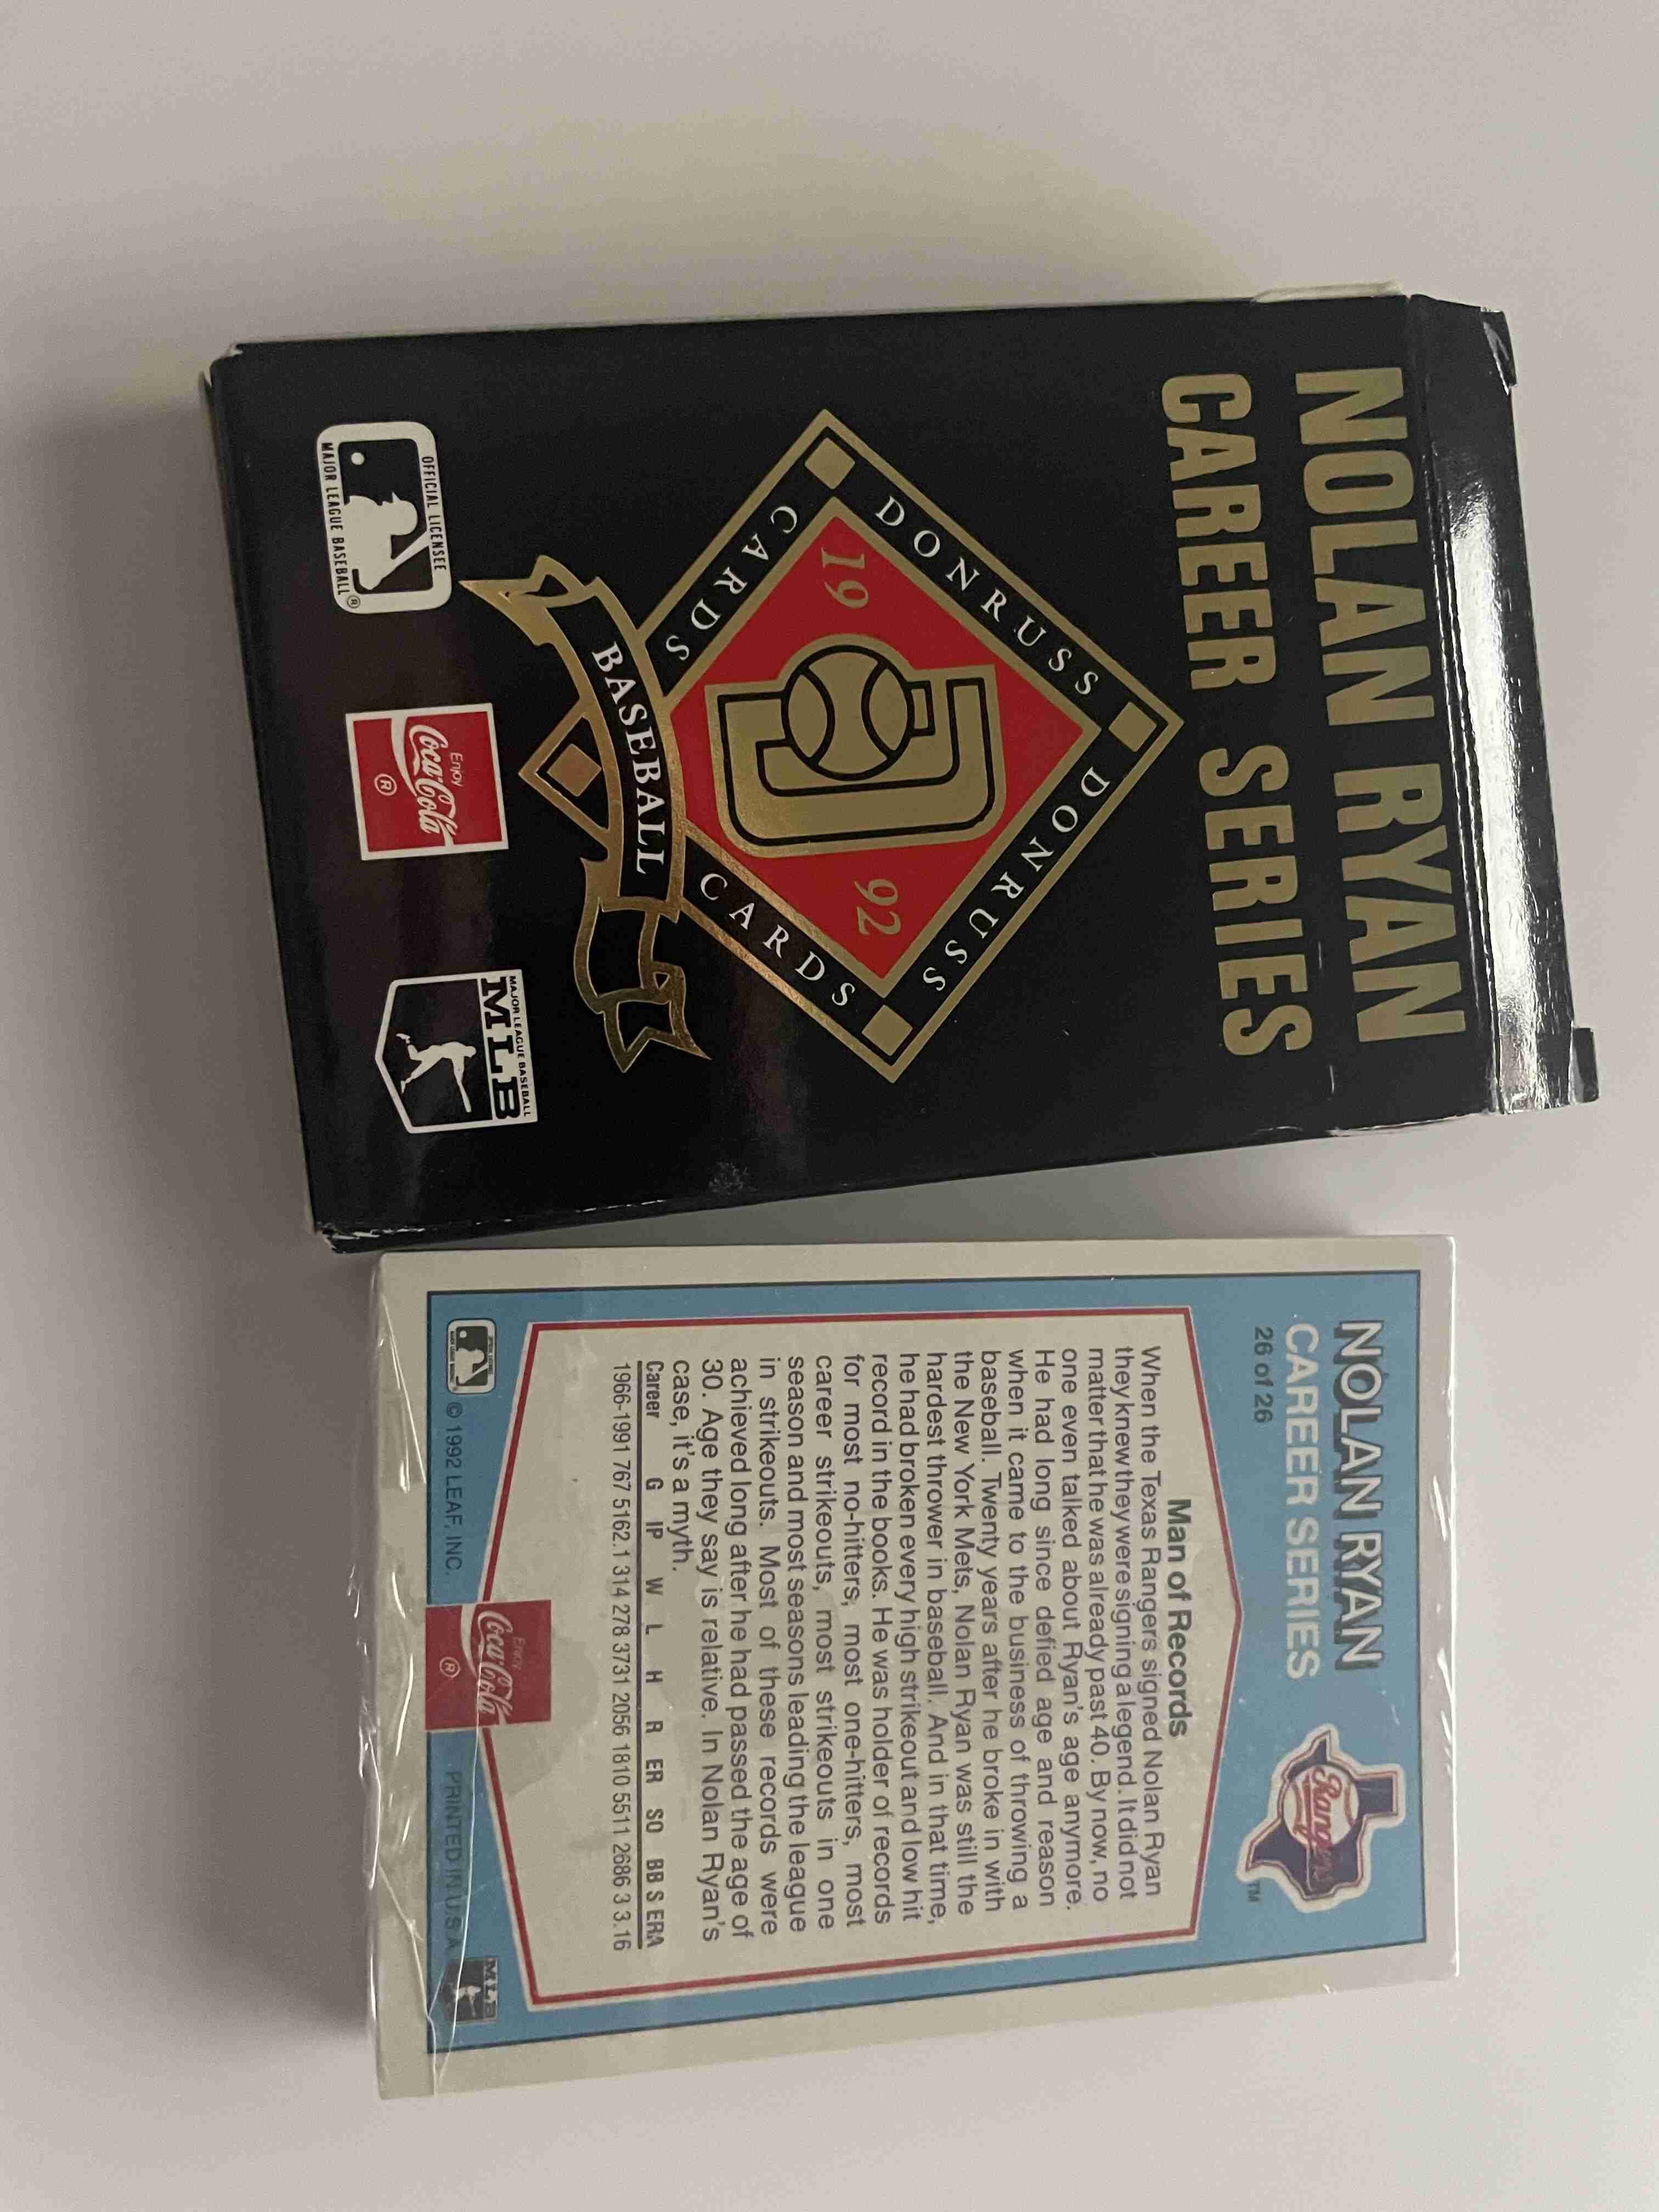 NOLAN RYAN
CAREER SERIES
DONRUSS DONRUSS
CARDS CARDS
19 92
BASEBALL
OFFICIAL LICENSEE
MAJOR LEAGUE BASEBALL®
Enjoy
Coca-Cola
®
MAJOR LEAGUE BASEBALL
MLB
NOLAN RYAN
CAREER SERIES
26 of 26
Rangers
TM
Man of Records
When the Texas Rangers signed Nolan Ryan
they knew they were signing a legend. It did not
matter that he was already past 40. By now, no
one even talked about Ryan's age anymore.
He had long since defied age and reason
when it came to the business of throwing a
baseball. Twenty years after he broke in with
the New York Mets, Nolan Ryan was still the
hardest thrower in baseball. And in that time,
he had broken every high strikeout and low hit
record in the books. He was holder of records
for most no-hitters, most one-hitters, most
career strikeouts, most strikeouts in one
season and most seasons leading the league
in strikeouts. Most of these records were
achieved long after he had passed the age of
30. Age they say is relative. In Nolan Ryan's
case, it's a myth.
Career G IP W L H R ER SO BB S ERA
1966-1991 767 5162.1 314 278 3731 2056 1810 5511 2686 3 3.16
© 1992 LEAF, INC.
Enjoy
Coca-Cola
®
PRINTED IN U.S.A.
MLB